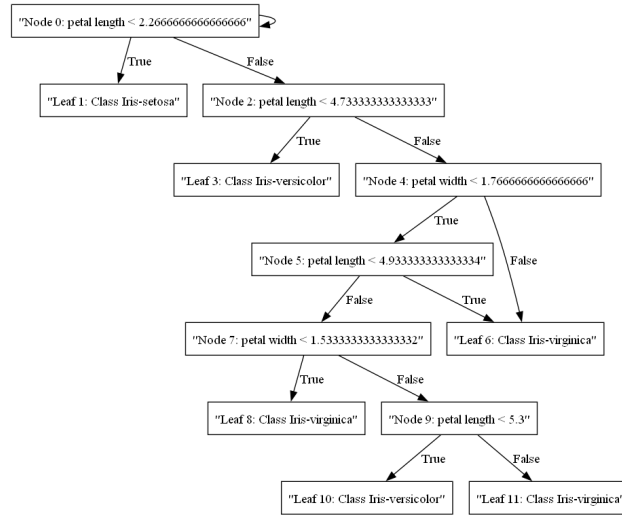 "Node 0: petal length < 2.2666666666666666"
True
False
"Leaf 1: Class Iris-setosa"
"Node 2: petal length < 4.733333333333333"
True
False
"Leaf 3: Class Iris-versicolor"
"Node 4: petal width < 1.7666666666666666"
True
False
"Node 5: petal length < 4.933333333333334"
False
True
"Node 7: petal width < 1.5333333333333332"
"Leaf 6: Class Iris-virginica"
True
False
"Leaf 8: Class Iris-virginica"
"Node 9: petal length < 5.3"
True
False
"Leaf 10: Class Iris-versicolor"
"Leaf 11: Class Iris-virginica"